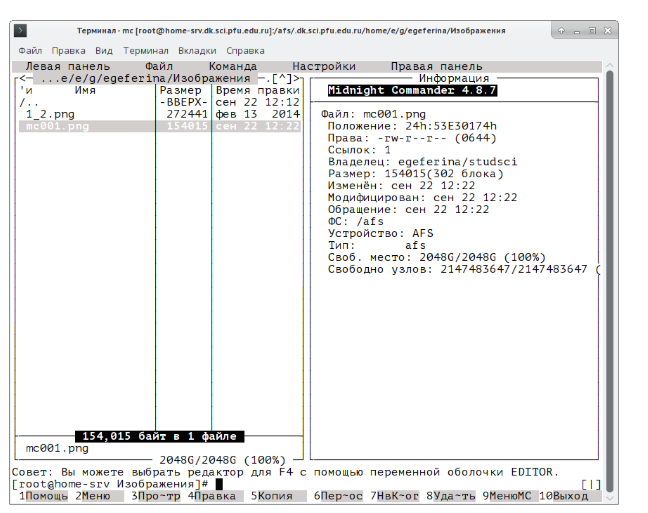 Терминал - mc [root@home-srv.dk.sci.pfu.edu.ru]:/afs/.dk.sci.pfu.edu.ru/home/e/g/egeferina/Изображения
Файл Правка Вид Терминал Вкладки Справка
Левая панель Файл Команда Настройки Правая панель
<— ...e/e/g/egeferina/Изображения —.[^]>
'и Имя Размер Время правки
/.. -ВВЕРХ- сен 22 12:12
1_2.png 272441 фев 13 2014
mc001.png 154015 сен 22 12:22
154,015 байт в 1 файле
mc001.png
2048G/2048G (100%)
Информация
Midnight Commander 4.8.7
Файл: mc001.png
Положение: 24h:53E30174h
Права: -rw-r--r-- (0644)
Ссылок: 1
Владелец: egeferina/studsci
Размер: 154015(302 блока)
Изменён: сен 22 12:22
Модифицирован: сен 22 12:22
Обращение: сен 22 12:22
ФС: /afs
Устройство: AFS
Тип: afs
Своб. место: 2048G/2048G (100%)
Свободно узлов: 2147483647/2147483647 (
Совет: Вы можете выбрать редактор для F4 с помощью переменной оболочки EDITOR.
[root@home-srv Изображения]# [|]
1Помощь 2Меню 3Про~тр 4Правка 5Копия 6Пер~ос 7НвК~ог 8Уда~ть 9МенюMC 10Выход